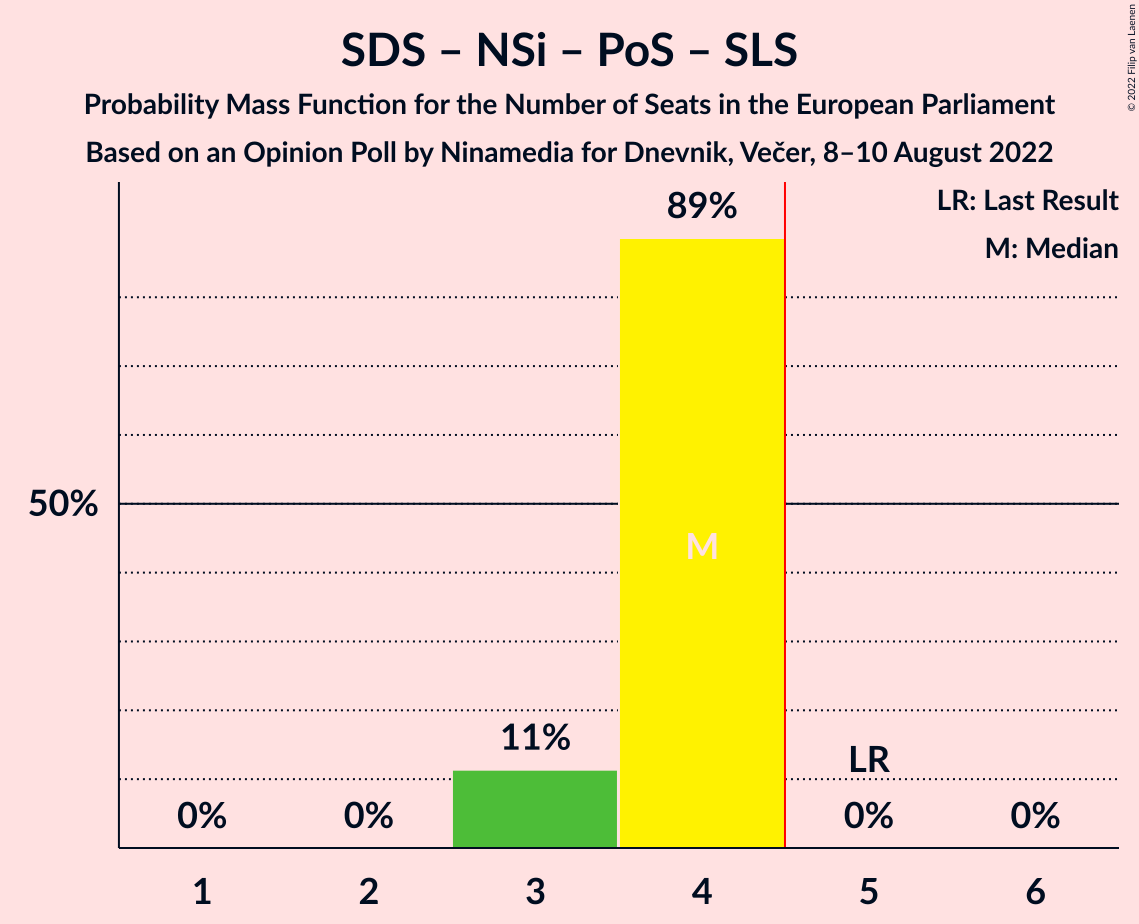 SDS – NSi – PoS – SLS
Probability Mass Function for the Number of Seats in the European Parliament
Based on an Opinion Poll by Ninamedia for Dnevnik, Večer, 8–10 August 2022
© 2022 Filip van Laenen
LR: Last Result
M: Median
89%
50%
M
11%
LR
0% 0% 0% 0%
1 2 3 4 5 6